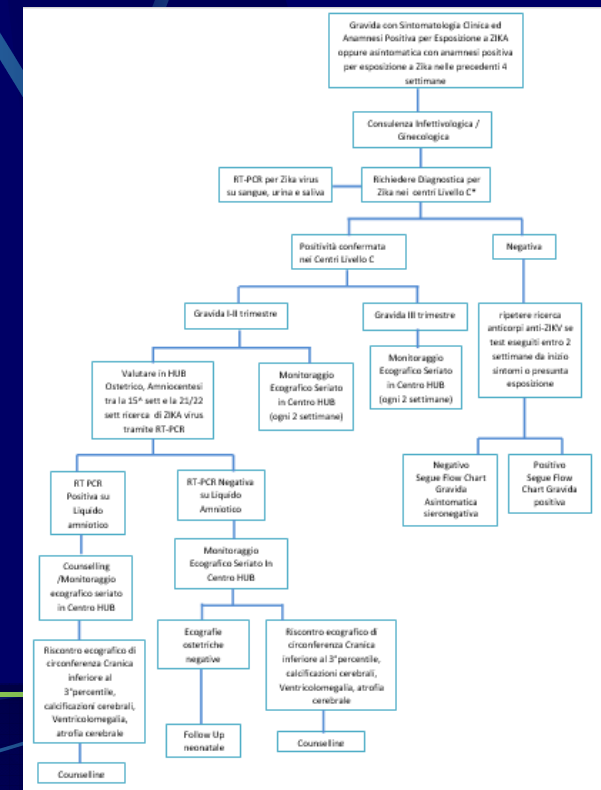 Gravida con Sintomatologia Clinica ed
Anamnesi Positiva per Esposizione a ZIKA
oppure asintomatica con anamnesi positiva
per esposizione a Zika nelle precedenti 4
settimane
Consulenza Infettivologica /
Ginecologica
RT-PCR per Zika virus
su sangue, urina e saliva
Richiedere Diagnostica per
Zika nei centri Livello C*
Positività confermata
nei Centri Livello C
Negativa
Gravida I-II trimestre
Gravida III trimestre
ripetere ricerca
anticorpi anti-ZIKV se
test eseguiti entro 2
settimane da inizio
sintomi o presunta
esposizione
Valutare in HUB
Ostetrico, Amniocentesi
tra la 15^ sett e la 21/22
sett ricerca di ZIKA virus
tramite RT-PCR
Monitoraggio
Ecografico Seriato
in Centro HUB
(ogni 2 settimane)
Monitoraggio
Ecografico Seriato
in Centro HUB
(ogni 2 settimane)
Negativo
Segue Flow Chart
Gravida
Asintomatica
sieronegativa
Positivo
Segue Flow
Chart Gravida
positiva
RT PCR
Positiva su
Liquido
amniotico
RT-PCR Negativa
su Liquido
Amniotico
Counselling
/Monitoraggio
ecografico seriato
in Centro HUB
Monitoraggio
Ecografico Seriato In
Centro HUB
Riscontro ecografico di
circonferenza Cranica
inferiore al
3°percentile,
calcificazioni cerebrali,
Ventricolomegalia,
atrofia cerebrale
Ecografie
ostetriche
negative
Riscontro ecografico di
circonferenza Cranica
inferiore al 3°percentile,
calcificazioni cerebrali,
Ventricolomegalia, atrofia
cerebrale
Follow Up
neonatale
Counselline
Counselline